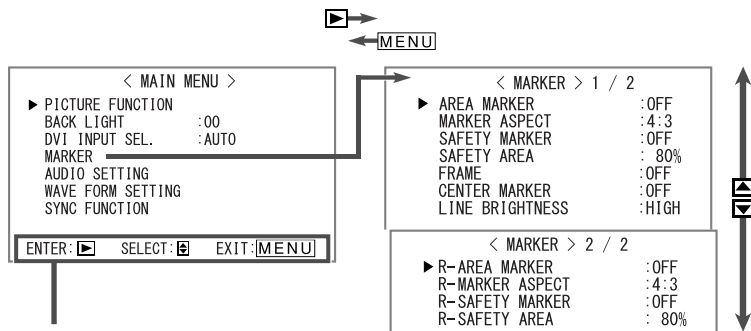 MENU
< MAIN MENU >
▶ PICTURE FUNCTION
BACK LIGHT :00
DVI INPUT SEL. :AUTO
MARKER
AUDIO SETTING
WAVE FORM SETTING
SYNC FUNCTION
ENTER:▶ SELECT: EXIT:MENU
< MARKER > 1 / 2
▶ AREA MARKER :OFF
MARKER ASPECT :4:3
SAFETY MARKER :OFF
SAFETY AREA : 80%
FRAME :OFF
CENTER MARKER :OFF
LINE BRIGHTNESS :HIGH
< MARKER > 2 / 2
▶R-AREA MARKER :OFF
R-MARKER ASPECT :4:3
R-SAFETY MARKER :OFF
R-SAFETY AREA : 80%